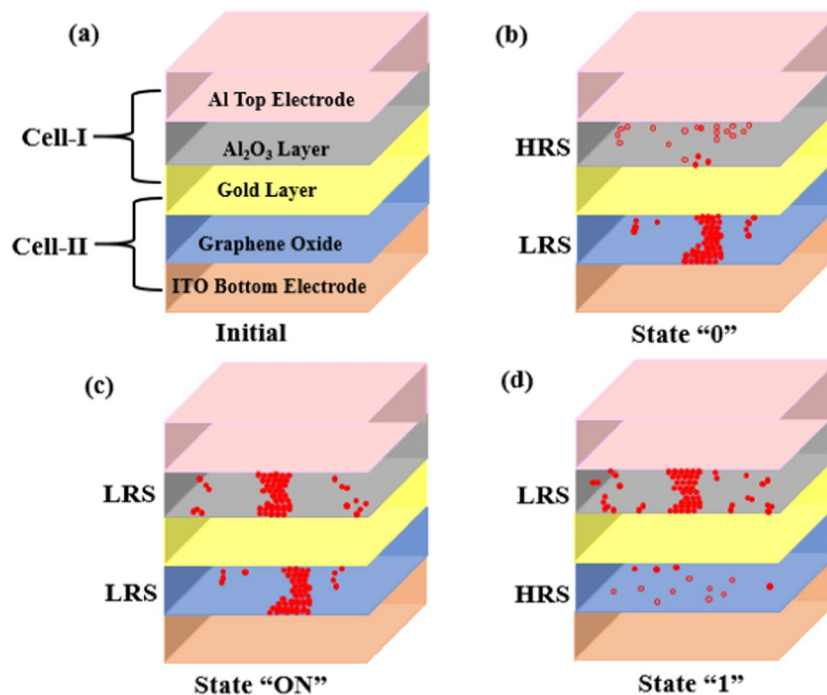 (a)
Cell-I
Cell-II
Al Top Electrode
Al₂O₃ Layer
Gold Layer
Graphene Oxide
ITO Bottom Electrode
Initial
(b)
HRS
LRS
State “0”
(c)
LRS
LRS
State “ON”
(d)
LRS
HRS
State “1”